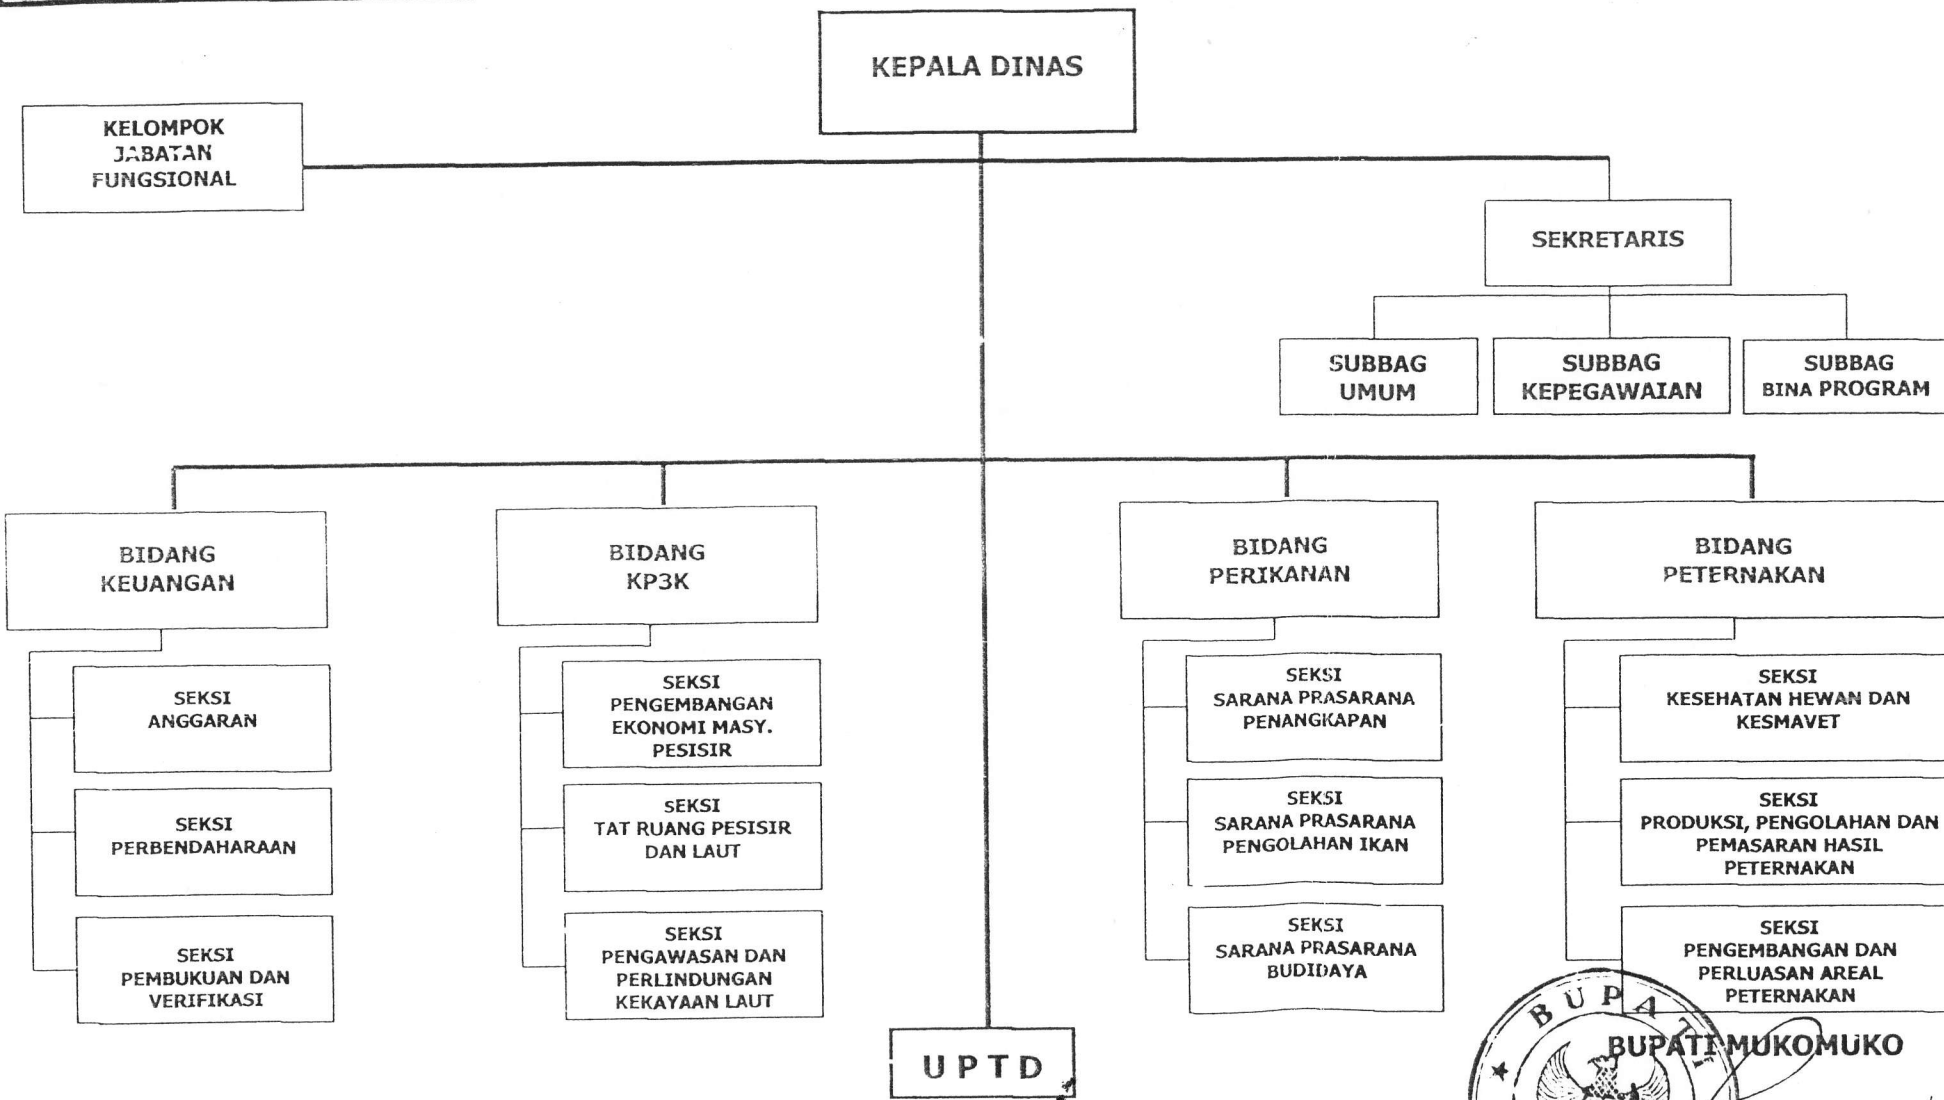 KEPALA DINAS
KELOMPOK
JABATAN
FUNGSIONAL
SEKRETARIS
SUBBAG
UMUM
SUBBAG
KEPEGAWAIAN
SUBBAG
BINA PROGRAM
BIDANG
KEUANGAN
BIDANG
KP3K
BIDANG
PERIKANAN
BIDANG
PETERNAKAN
SEKSI
ANGGARAN
SEKSI
PERBENDAHARAAN
SEKSI
PEMBUKUAN DAN
VERIFIKASI
SEKSI
PENGEMBANGAN
EKONOMI MASY.
PESISIR
SEKSI
TAT RUANG PESISIR
DAN LAUT
SEKSI
PENGAWASAN DAN
PERLINDUNGAN
KEKAYAAN LAUT
SEKSI
SARANA PRASARANA
PENANGKAPAN
SEKSI
SARANA PRASARANA
PENGOLAHAN IKAN
SEKSI
SARANA PRASARANA
BUDIDAYA
SEKSI
KESEHATAN HEWAN DAN
KESMAVET
SEKSI
PRODUKSI, PENGOLAHAN DAN
PEMASARAN HASIL
PETERNAKAN
SEKSI
PENGEMBANGAN DAN
PERLUASAN AREAL
PETERNAKAN
UPTD
BUPATI MUKOMUKO
BUPATI